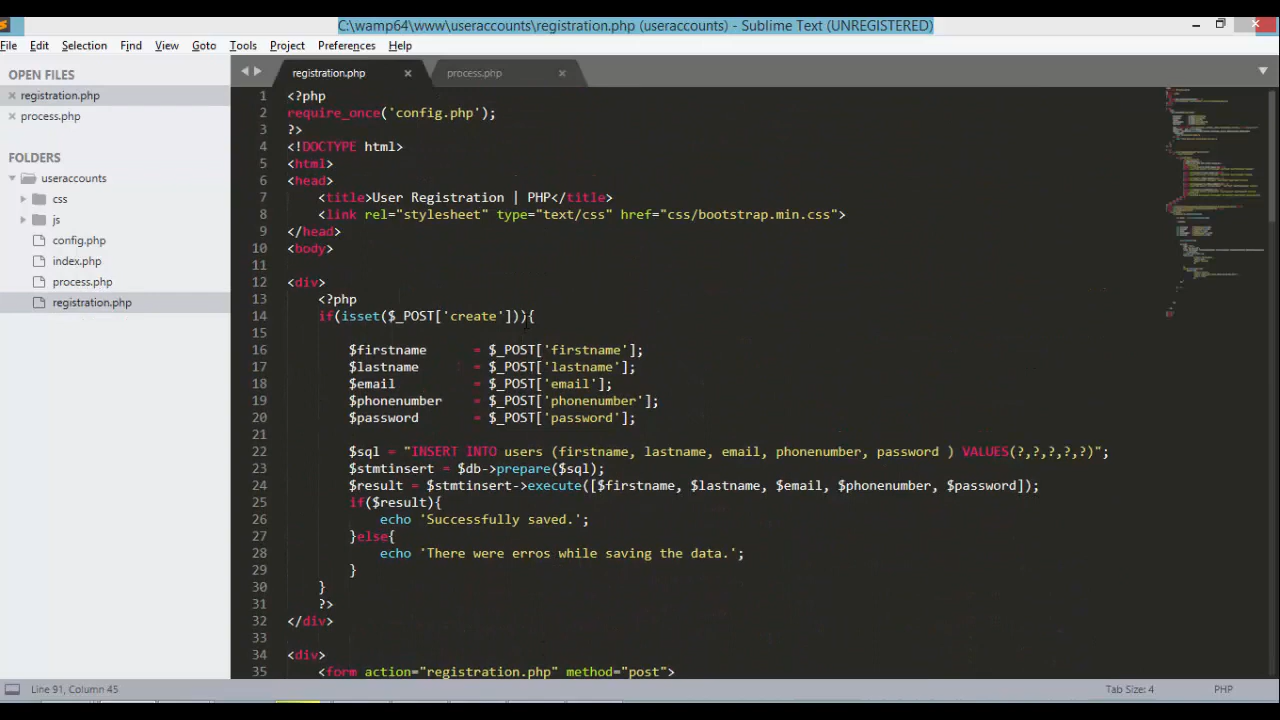 C:\wamp64\www\useraccounts\registration.php (useraccounts) - Sublime Text (UNREGISTERED)
File Edit Selection Find View Goto Tools Project Preferences Help
OPEN FILES
registration.php
process.php
FOLDERS
useraccounts
css
js
config.php
index.php
process.php
registration.php
registration.php process.php
1 <?php
2 require_once('config.php');
3 ?>
4 <!DOCTYPE html>
5 <html>
6 <head>
7 <title>User Registration | PHP</title>
8 <link rel="stylesheet" type="text/css" href="css/bootstrap.min.css">
9 </head>
10 <body>
11
12 <div>
13 <?php
14 if(isset($_POST['create'])){
15
16 $firstname = $_POST['firstname'];
17 $lastname = $_POST['lastname'];
18 $email = $_POST['email'];
19 $phonenumber = $_POST['phonenumber'];
20 $password = $_POST['password'];
21
22 $sql = "INSERT INTO users (firstname, lastname, email, phonenumber, password ) VALUES(?,?,?,?,?)";
23 $stmtinsert = $db->prepare($sql);
24 $result = $stmtinsert->execute([$firstname, $lastname, $email, $phonenumber, $password]);
25 if($result){
26 echo 'Successfully saved.';
27 }else{
28 echo 'There were erros while saving the data.';
29 }
30 }
31 ?>
32 </div>
33
34 <div>
35 <form action="registration.php" method="post">
Line 91, Column 45
Tab Size: 4 PHP